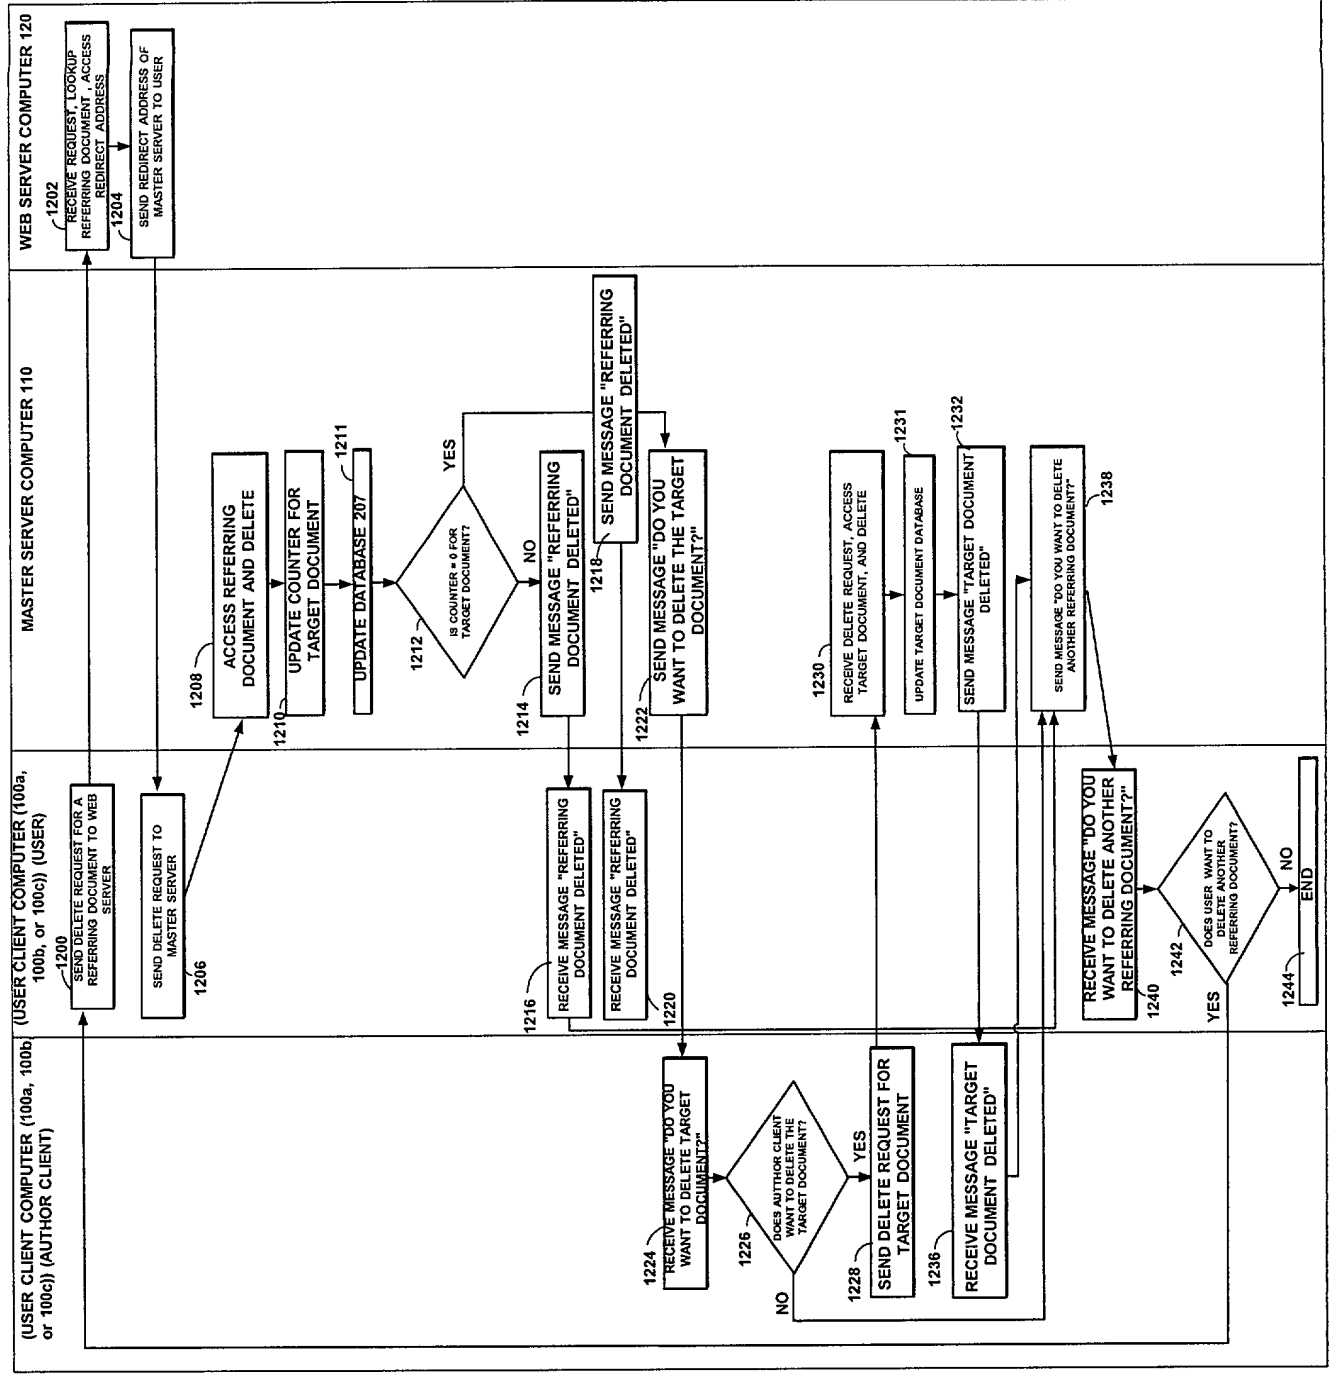 (USER CLIENT COMPUTER (100a, 100b)
or 100c)) (AUTHOR CLIENT)
(USER CLIENT COMPUTER (100a,
100b, or 100c)) (USER)
MASTER SERVER COMPUTER 110
WEB SERVER COMPUTER 120
1200
SEND DELETE REQUEST FOR A
REFERRING DOCUMENT TO WEB
SERVER
1202
RECEIVE REQUEST, LOOKUP
REFERRING DOCUMENT , ACCESS
REDIRECT ADDRESS
1204
SEND REDIRECT ADDRESS OF
MASTER SERVER TO USER
SEND DELETE REQUEST TO
MASTER SERVER
1206
1208
ACCESS REFERRING
DOCUMENT AND DELETE
1210
UPDATE COUNTER FOR
TARGET DOCUMENT
1211
UPDATE DATABASE 207
1212
IS COUNTER = 0 FOR
TARGET DOCUMENT?
YES
NO
1214
SEND MESSAGE "REFERRING
DOCUMENT DELETED"
1216
RECEIVE MESSAGE "REFERRING
DOCUMENT DELETED"
1218
SEND MESSAGE "REFERRING
DOCUMENT DELETED"
RECEIVE MESSAGE "REFERRING
DOCUMENT DELETED"
1220
1222
SEND MESSAGE "DO YOU
WANT TO DELETE THE TARGET
DOCUMENT?"
1224
RECEIVE MESSAGE "DO YOU
WANT TO DELETE TARGET
DOCUMENT?"
1226
DOES AUTTHOR CLIENT
WANT TO DELETE THE
TARGET DOCUMENT?
NO
YES
1228
SEND DELETE REQUEST FOR
TARGET DOCUMENT
1230
RECEIVE DELETE REQUEST, ACCESS
TARGET DOCUMENT, AND DELETE
1231
UPDATE TARGET DOCUMENT DATABASE
1232
SEND MESSAGE "TARGET DOCUMENT
DELETED"
1236
RECEIVE MESSAGE "TARGET
DOCUMENT DELETED"
SEND MESSAGE "DO YOU WANT TO DELETE
ANOTHER REFERRING DOCUMENT?"
1238
RECEIVE MESSAGE "DO YOU
WANT TO DELETE ANOTHER
REFERRING DOCUMENT?"
1240
1242
DOES USER WANT TO
DELETE ANOTHER
REFERRING DOCUMENT?
YES
NO
1244
END